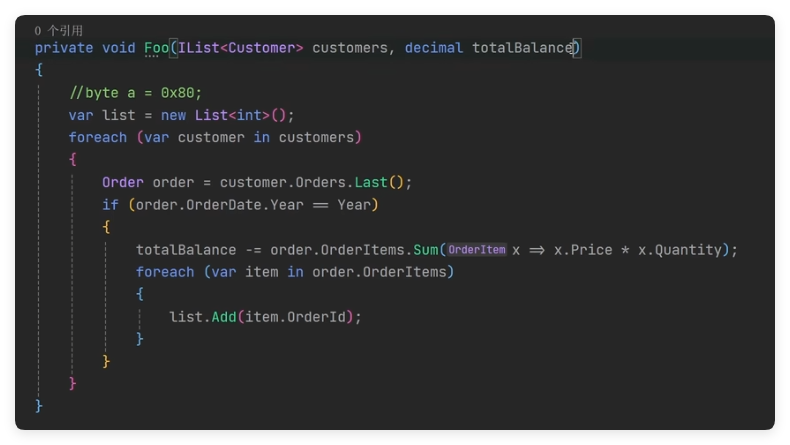 0 个引用
private void Foo(IList<Customer> customers, decimal totalBalance)
{
//byte a = 0x80;
var list = new List<int>();
foreach (var customer in customers)
{
Order order = customer.Orders.Last();
if (order.OrderDate.Year == Year)
{
totalBalance -= order.OrderItems.Sum(OrderItem x => x.Price * x.Quantity);
foreach (var item in order.OrderItems)
{
list.Add(item.OrderId);
}
}
}
}